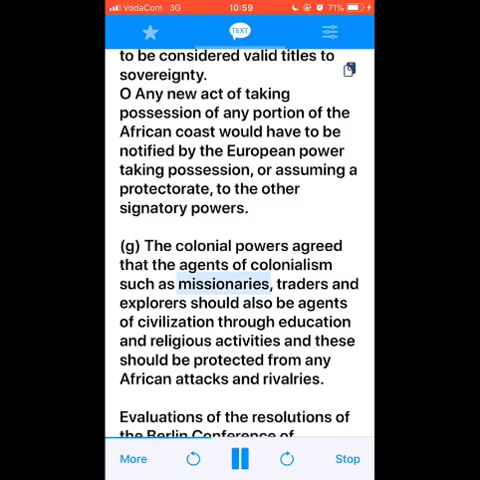 VodaCom 3G 10:59 71%
TEXT
to be considered valid titles to
sovereignty.
O Any new act of taking
possession of any portion of the
African coast would have to be
notified by the European power
taking possession, or assuming a
protectorate, to the other
signatory powers.
(g) The colonial powers agreed
that the agents of colonialism
such as missionaries, traders and
explorers should also be agents
of civilization through education
and religious activities and these
should be protected from any
African attacks and rivalries.
Evaluations of the resolutions of
the Berlin Conference of
More Stop